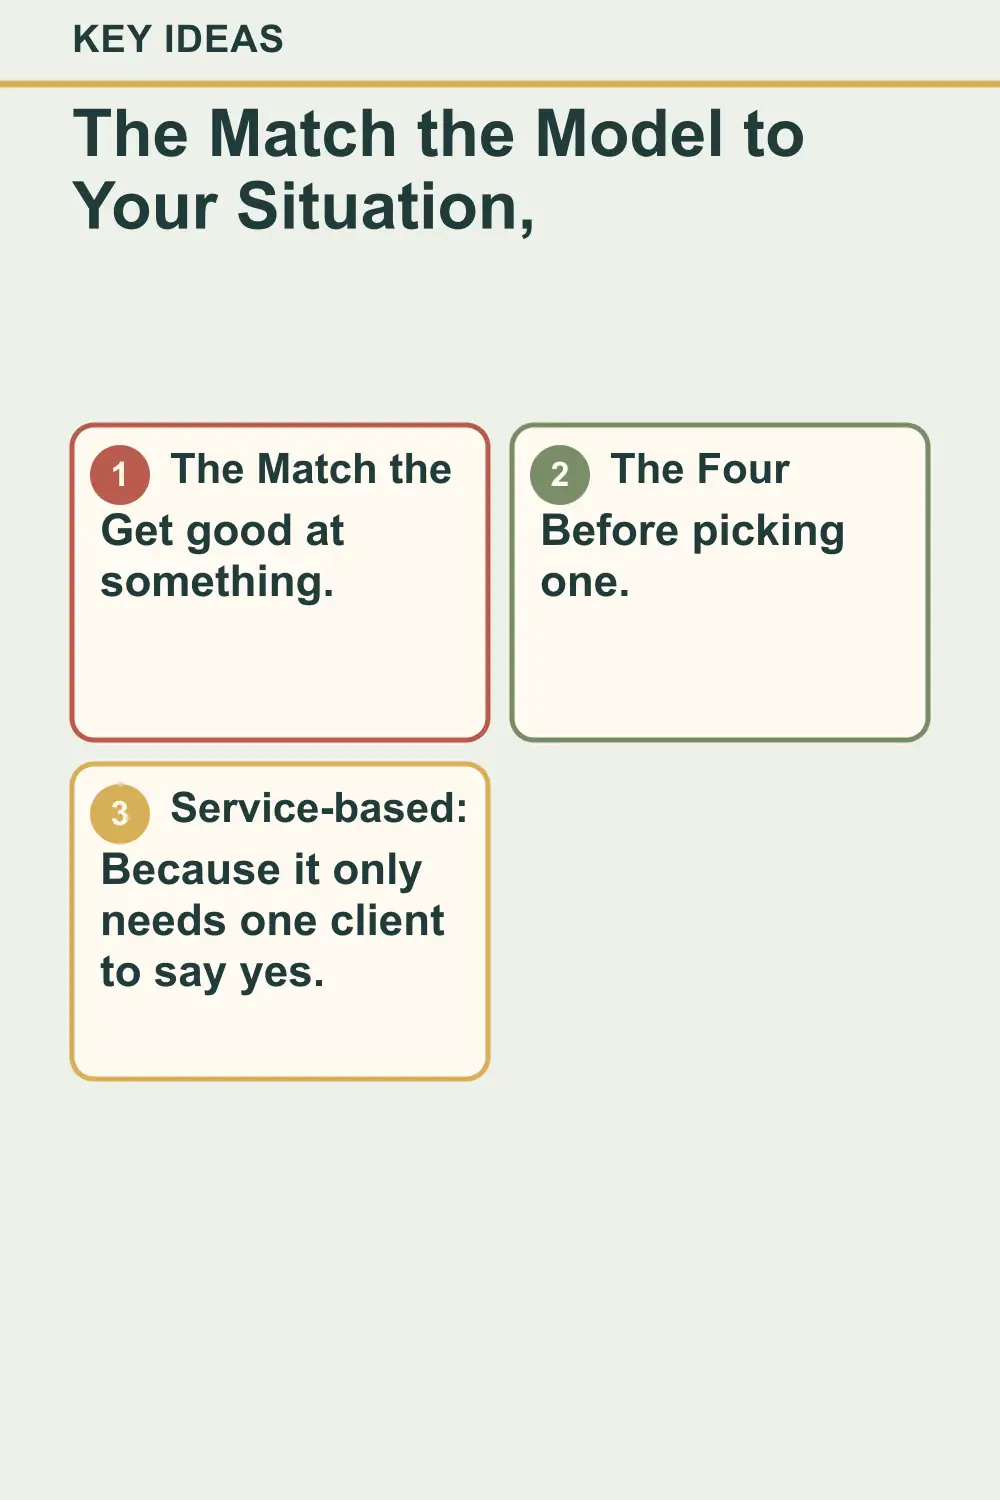 KEY IDEAS
The Match the Model to
Your Situation,
1 The Match the
Get good at
something.
2 The Four
Before picking
one.
3 Service-based:
Because it only
needs one client
to say yes.